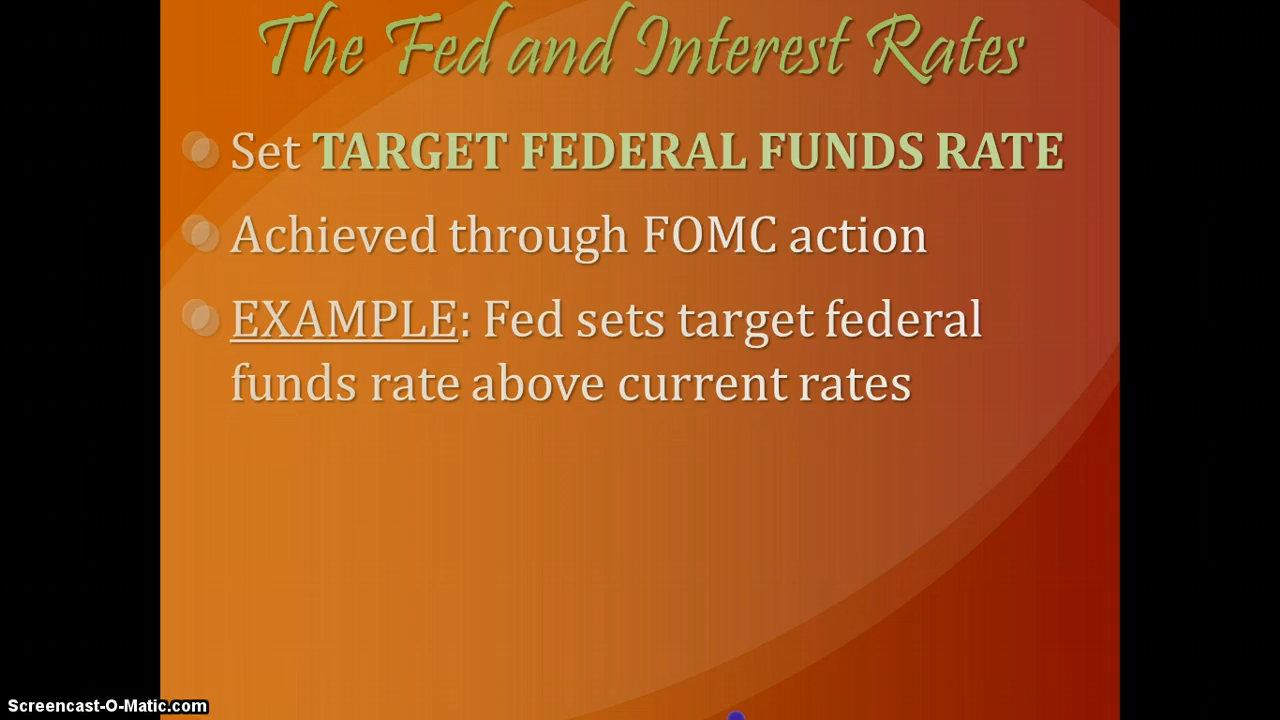 The Fed and Interest Rates
Set TARGET FEDERAL FUNDS RATE
Achieved through FOMC action
EXAMPLE: Fed sets target federal
funds rate above current rates
Screencast-O-Matic.com